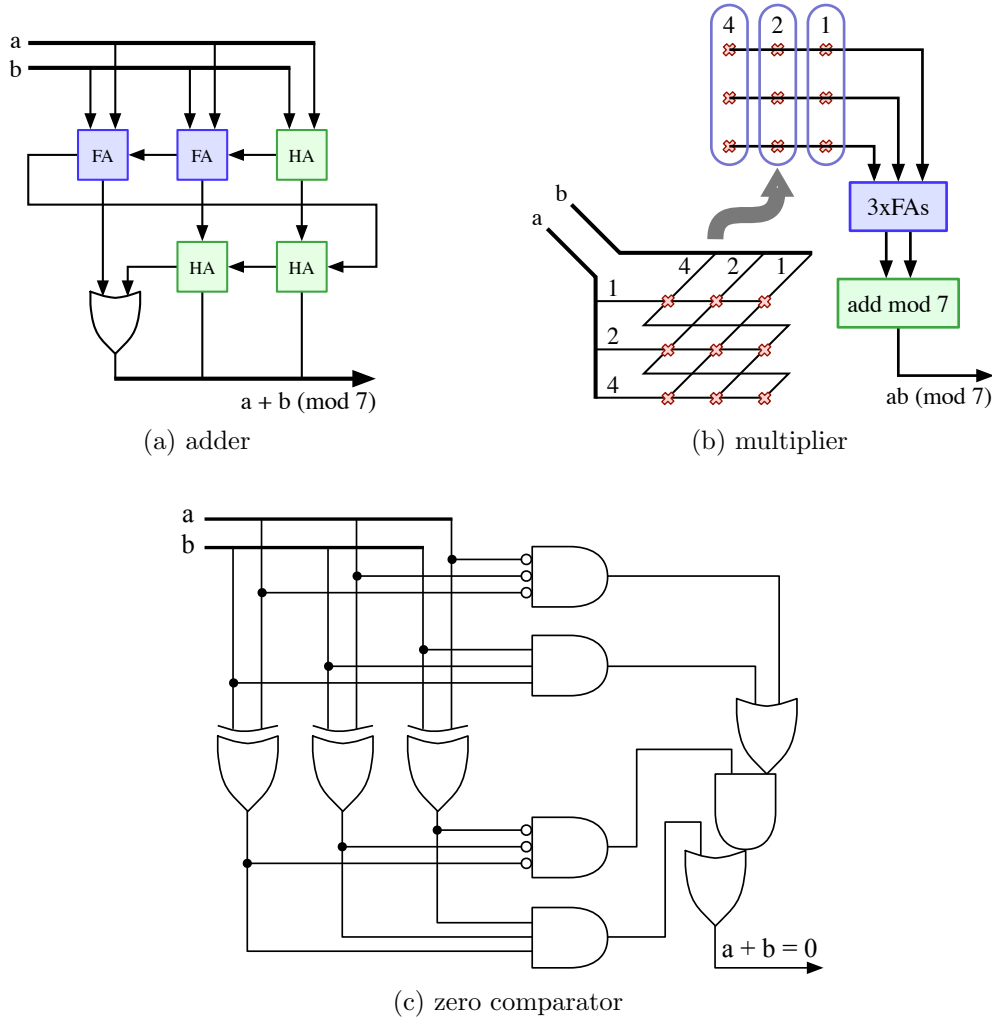 a
b
FA
FA
HA
HA
HA
a + b (mod 7)
(a) adder
4 2 1
b
a
4 2 1
1
2
4
3xFAs
add mod 7
ab (mod 7)
(b) multiplier
a
b
a + b = 0
(c) zero comparator